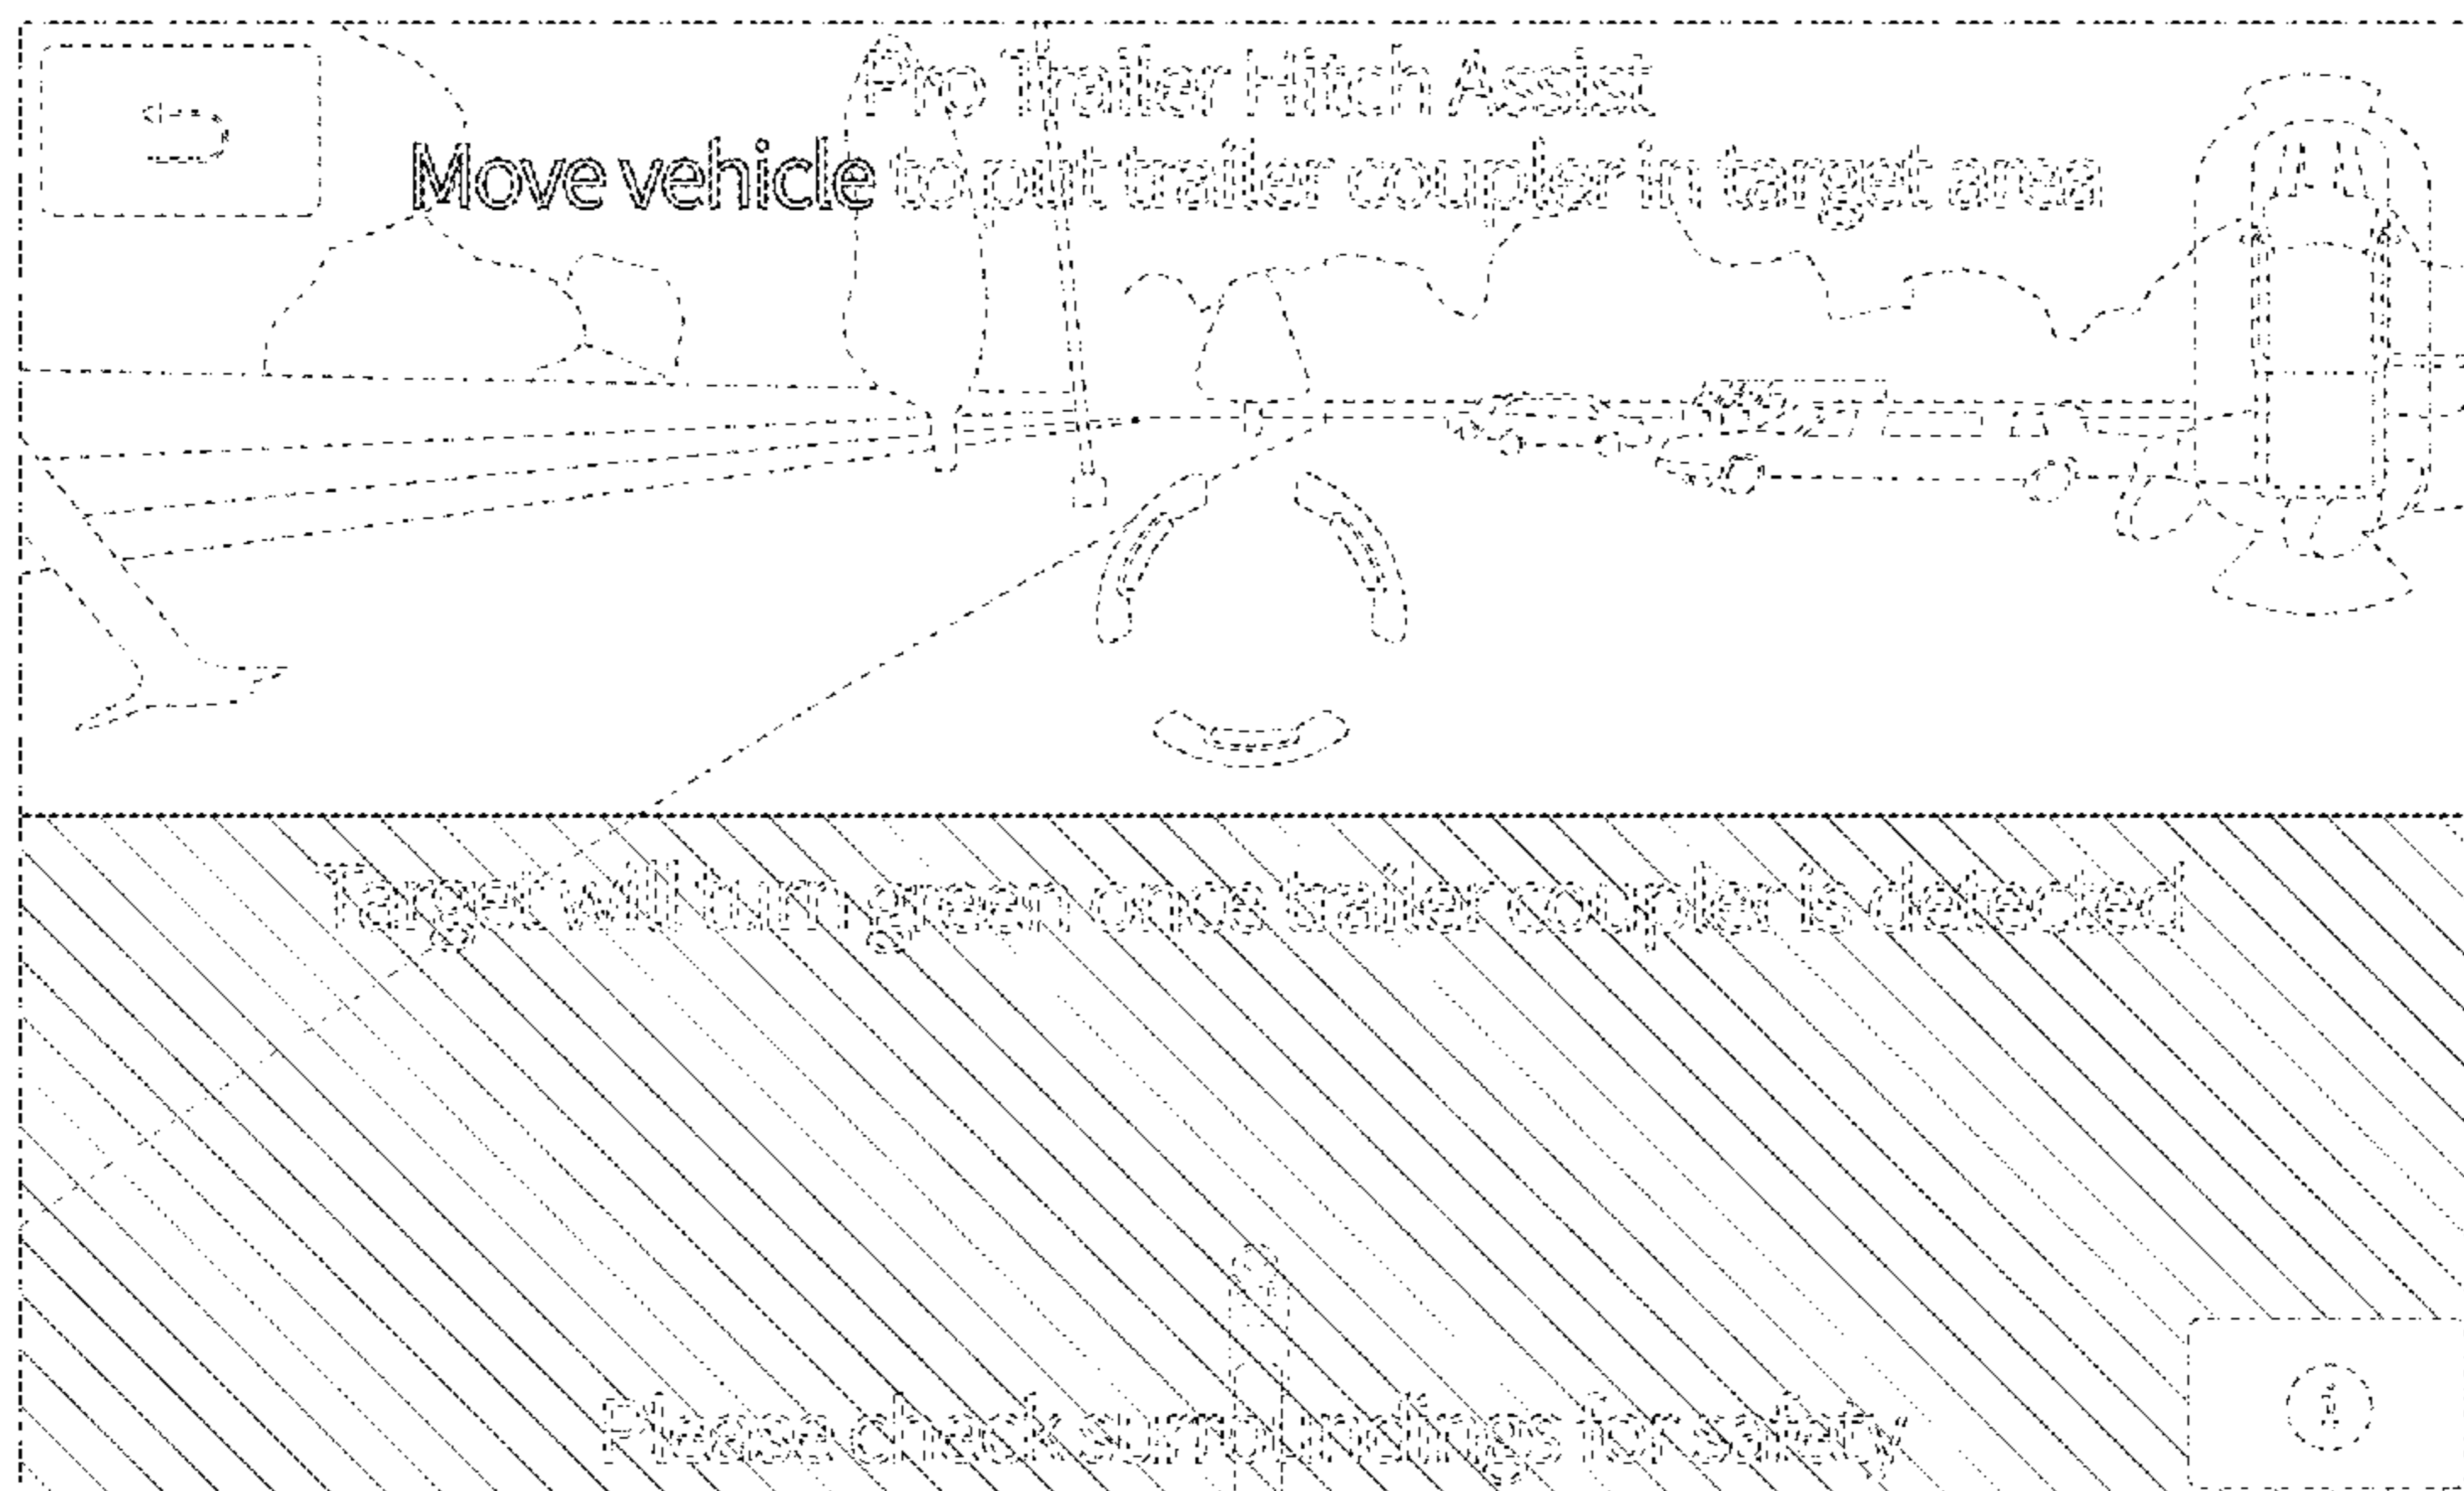 Pro Trailer Hitch Assist
Move vehicle to put trailer coupler in target area
Target will turn green once trailer coupler is detected
Please check surroundings for safety
i